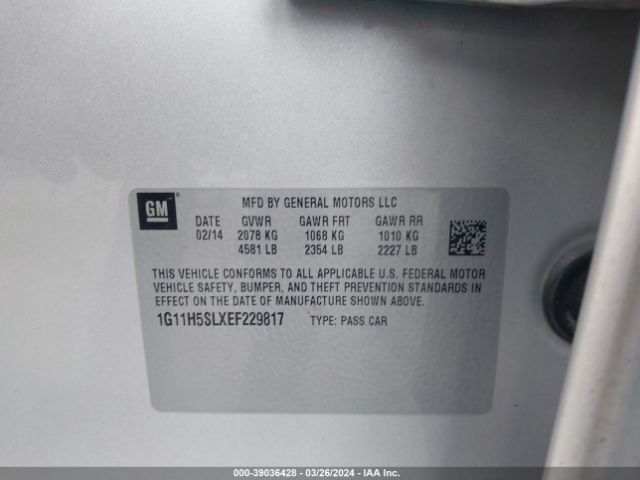 GM
MFD BY GENERAL MOTORS LLC
DATE GVWR GAWR FRT GAWR RR
02/14 2078 KG 1068 KG 1010 KG
4581 LB 2354 LB 2227 LB
THIS VEHICLE CONFORMS TO ALL APPLICABLE U.S. FEDERAL MOTOR
VEHICLE SAFETY, BUMPER, AND THEFT PREVENTION STANDARDS IN
EFFECT ON THE DATE OF MANUFACTURE SHOWN ABOVE.
1G11H5SLXEF229817 TYPE: PASS CAR
000-39036428 - 03/26/2024 - IAA Inc.